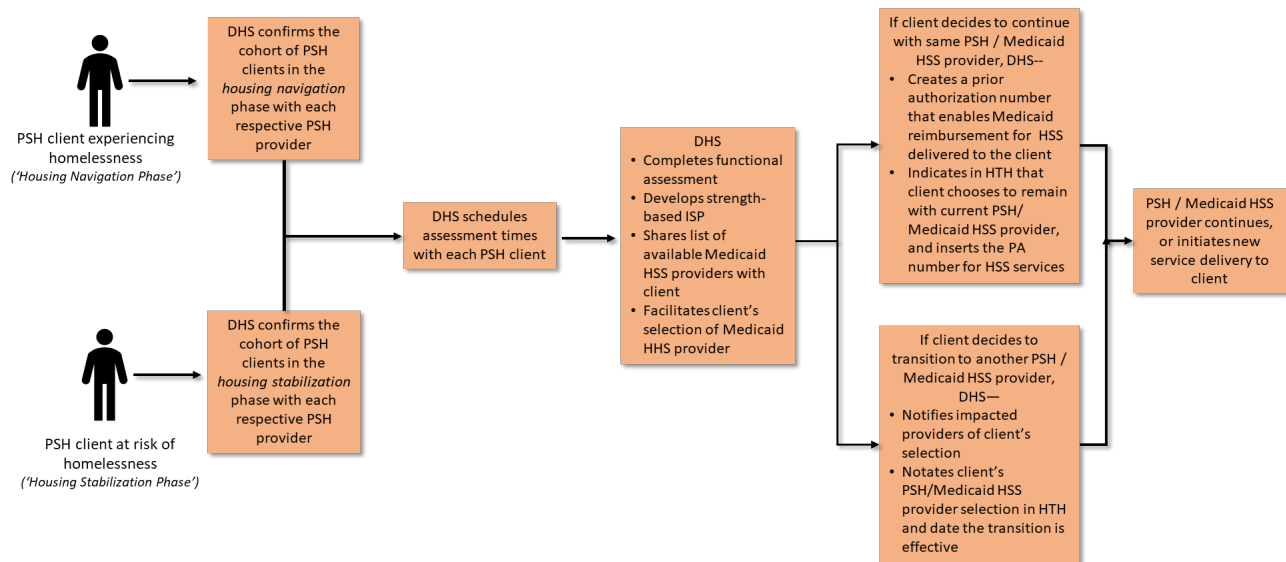 PSH client experiencing
homelessness
('Housing Navigation Phase')
DHS confirms the
cohort of PSH
clients in the
housing navigation
phase with each
respective PSH
provider
PSH client at risk of
homelessness
('Housing Stabilization Phase')
DHS confirms the
cohort of PSH
clients in the
housing stabilization
phase with each
respective PSH
provider
DHS schedules
assessment times
with each PSH client
DHS
• Completes functional
assessment
• Develops strength-
based ISP
• Shares list of
available Medicaid
HSS providers with
client
• Facilitates client's
selection of Medicaid
HHS provider
If client decides to continue
with same PSH / Medicaid
HSS provider, DHS--
• Creates a prior
authorization number
that enables Medicaid
reimbursement for HSS
delivered to the client
• Indicates in HTH that
client chooses to remain
with current PSH/
Medicaid HSS provider,
and inserts the PA
number for HSS services
If client decides to
transition to another PSH /
Medicaid HSS provider,
DHS—
• Notifies impacted
providers of client's
selection
• Notates client's
PSH/Medicaid HSS
provider selection in HTH
and date the transition is
effective
PSH / Medicaid HSS
provider continues,
or initiates new
service delivery to
client